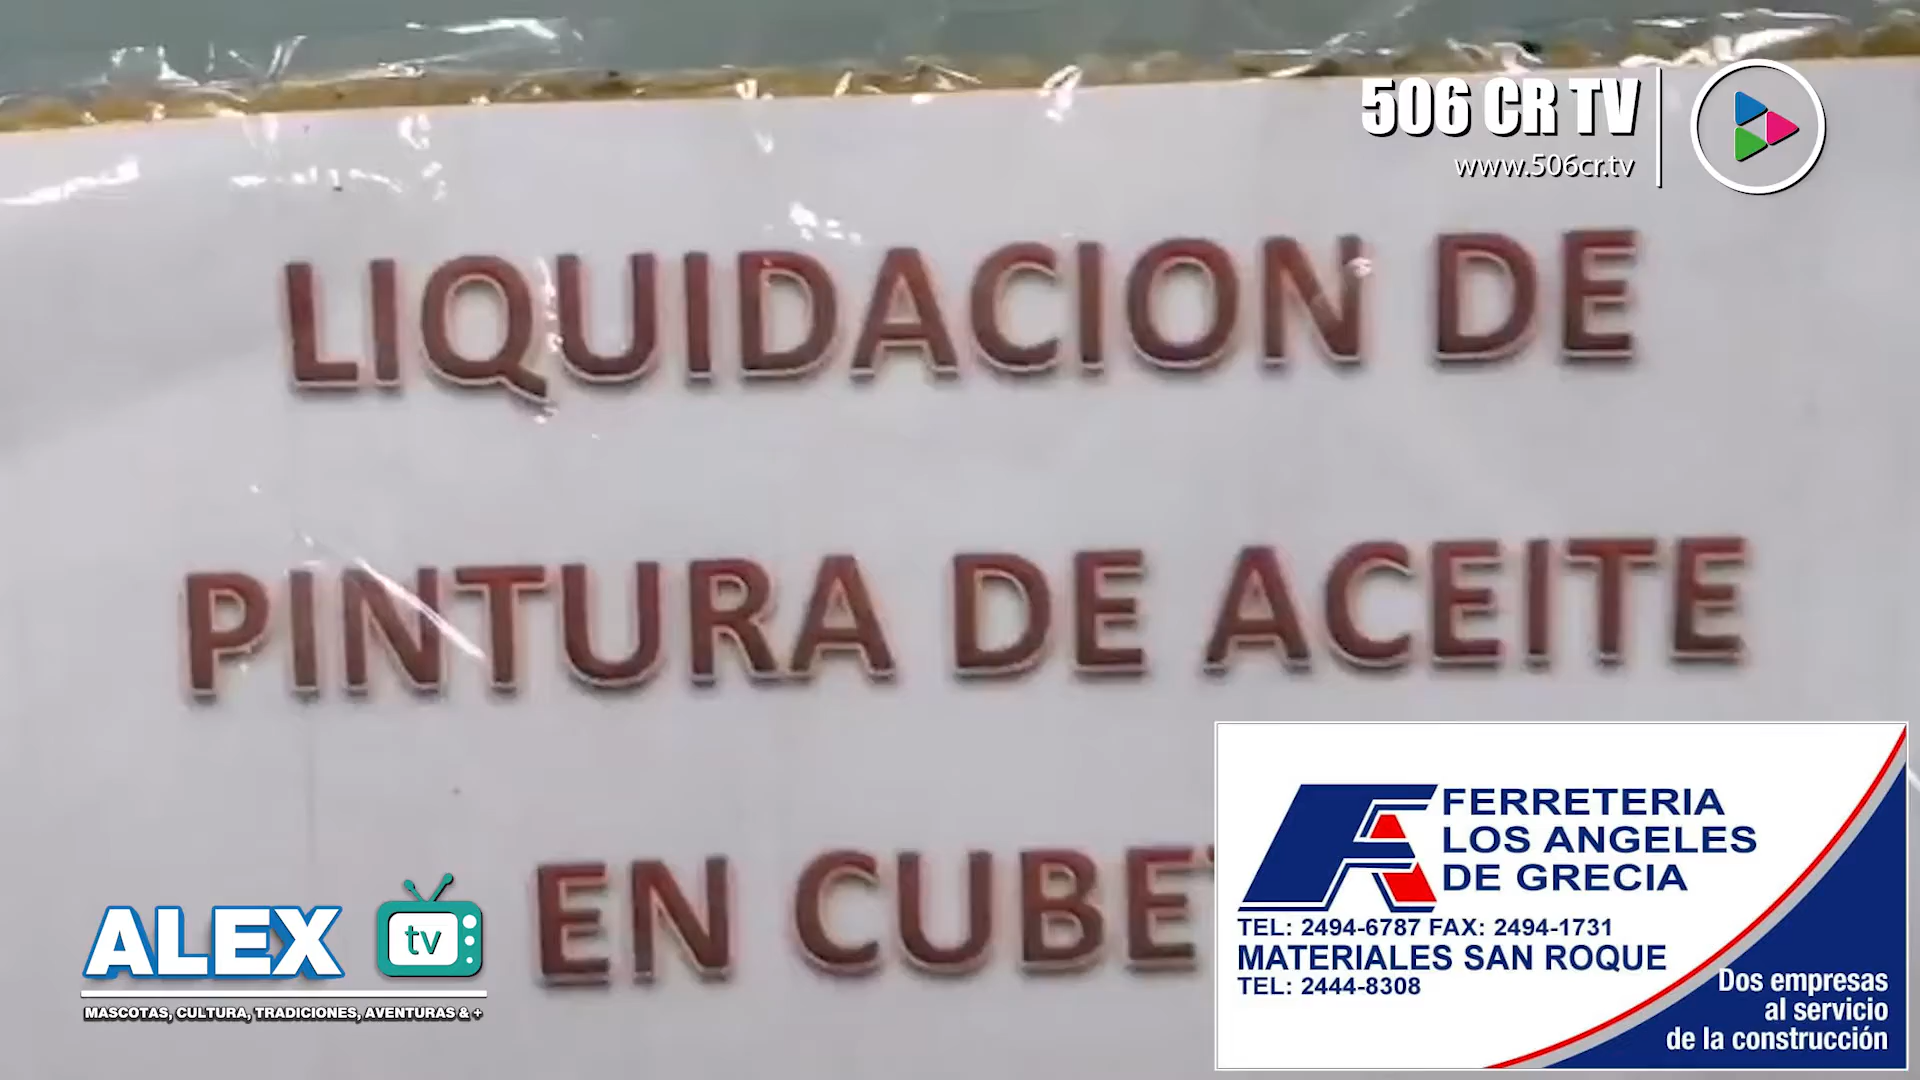 506 CR TV
www.506cr.tv
LIQUIDACION DE
PINTURA DE ACEITE
EN
ALEX
tv
MASCOTAS, CULTURA, TRADICIONES, AVENTURAS & +
FERRETERIA
LOS ANGELES
DE GRECIA
TEL: 2494-6787 FAX: 2494-1731
MATERIALES SAN ROQUE
TEL: 2444-8308
Dos empresas
al servicio
de la construcción